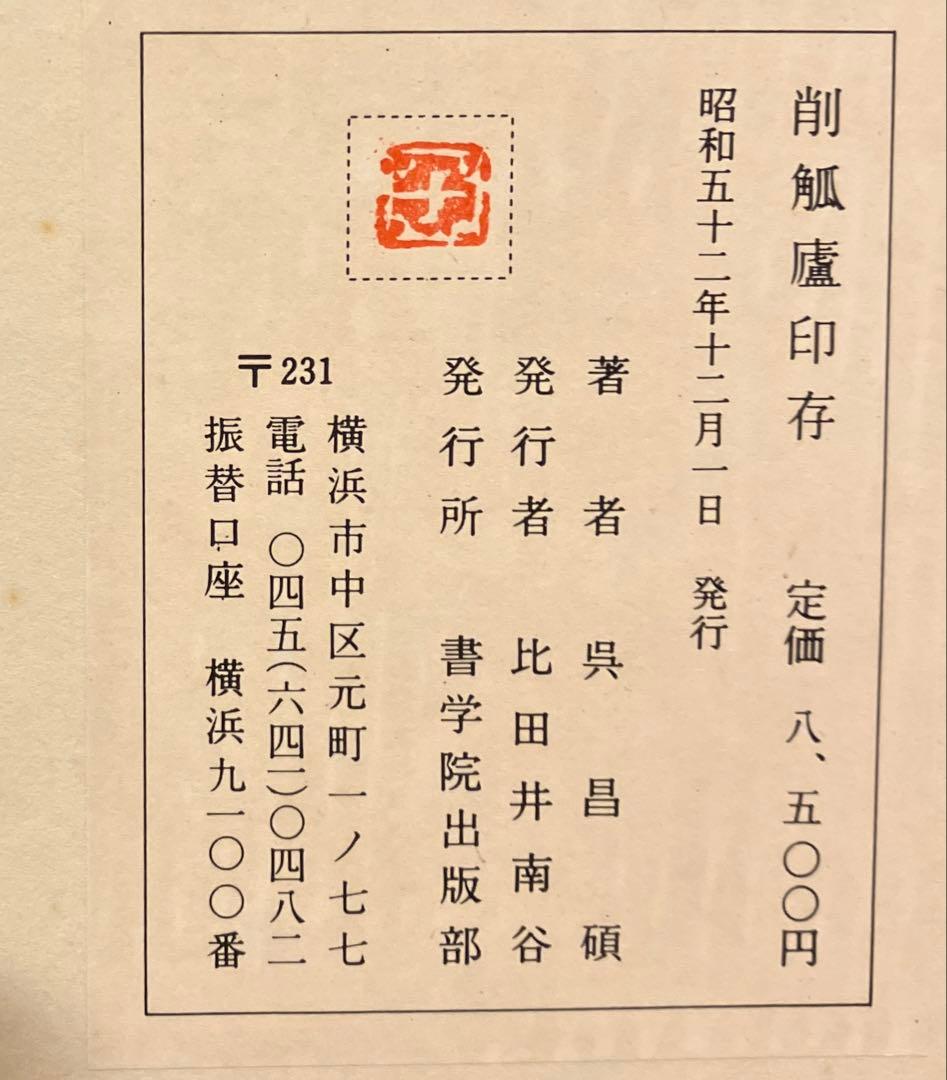 削觚廬印存 定価 八、五〇〇円
昭和五十二年十二月一日 発行
著者 呉昌碩
発行者 比田井南谷
発行所 書学院出版部
〒231
横浜市中区元町一ノ七七
電話 〇四五(六四一)〇四八二
振替口座 横浜九一〇〇番